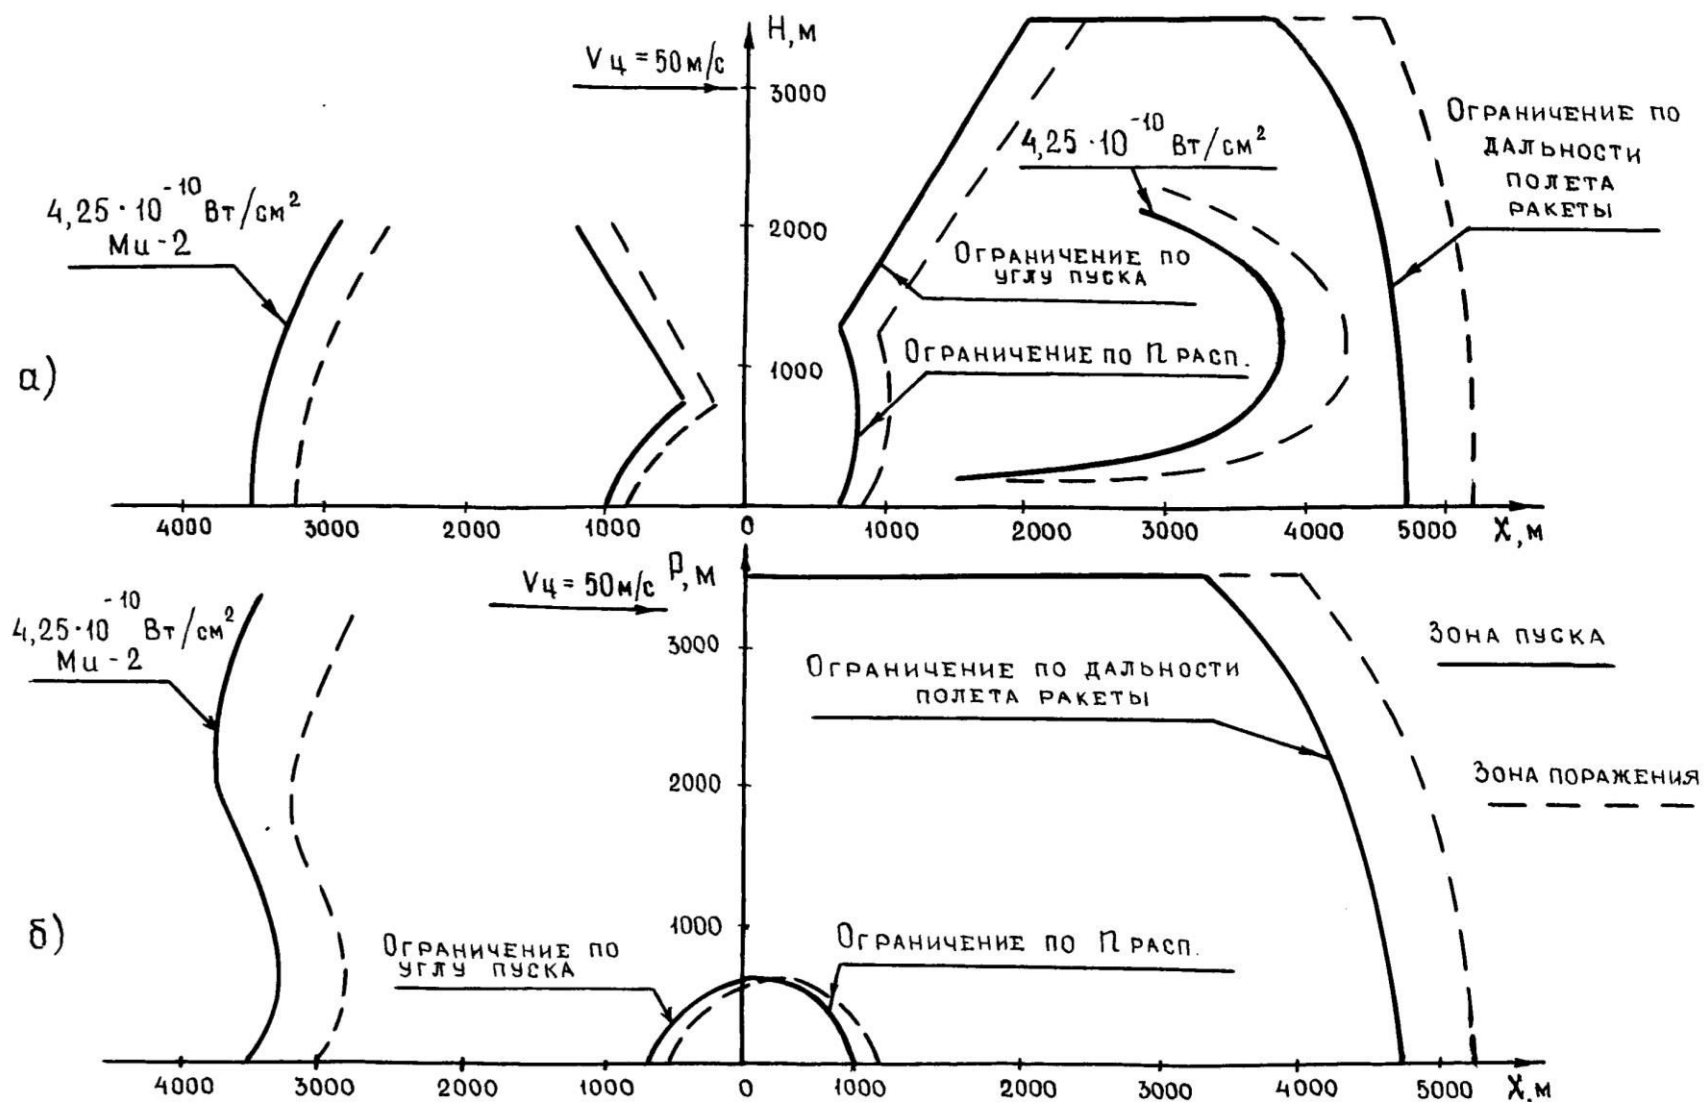 а)
H, м
Vц = 50 м/с
3000
2000
1000
4,25 · 10⁻¹⁰ Вт/см²
Ми-2
4,25 · 10⁻¹⁰ Вт/см²
Ограничение по
дальности
полета
ракеты
Ограничение по
углу пуска
Ограничение по n расп.
4000
3000
2000
1000
0
1000
2000
3000
4000
5000
X, м
б)
P, м
Vц = 50 м/с
3000
2000
1000
4,25·10⁻¹⁰ Вт/см²
Ми-2
Ограничение по дальности
полета ракеты
Зона пуска
Зона поражения
Ограничение по
углу пуска
Ограничение по n расп.
4000
3000
2000
1000
0
1000
2000
3000
4000
5000
X, м